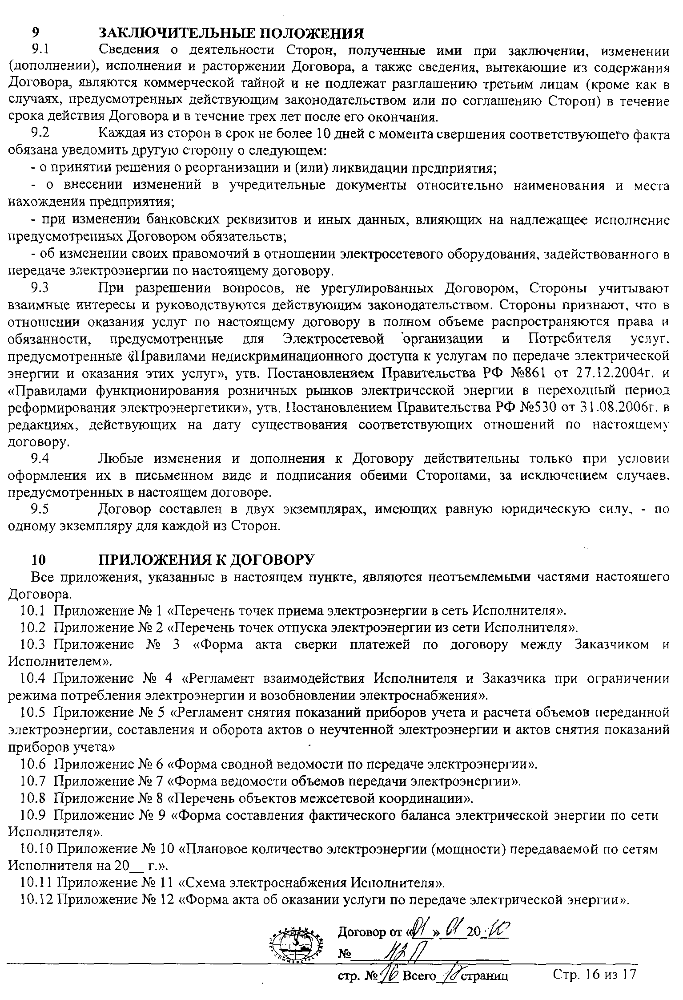 9 ЗАКЛЮЧИТЕЛЬНЫЕ ПОЛОЖЕНИЯ
9.1 Сведения о деятельности Сторон, полученные ими при заключении, изменении
(дополнении), исполнении и расторжении Договора, а также сведения, вытекающие из содержания
Договора, являются коммерческой тайной и не подлежат разглашению третьим лицам (кроме как в
случаях, предусмотренных действующим законодательством или по соглашению Сторон) в течение
срока действия Договора и в течение трех лет после его окончания.
9.2 Каждая из сторон в срок не более 10 дней с момента свершения соответствующего факта
обязана уведомить другую сторону о следующем:
- о принятии решения о реорганизации и (или) ликвидации предприятия;
- о внесении изменений в учредительные документы относительно наименования и места
нахождения предприятия;
- при изменении банковских реквизитов и иных данных, влияющих на надлежащее исполнение
предусмотренных Договором обязательств;
- об изменении своих правомочий в отношении электросетевого оборудования, задействованного в
передаче электроэнергии по настоящему договору.
9.3 При разрешении вопросов, не урегулированных Договором, Стороны учитывают
взаимные интересы и руководствуются действующим законодательством. Стороны признают, что в
отношении оказания услуг по настоящему договору в полном объеме распространяются права и
обязанности, предусмотренные для Электросетевой организации и Потребителя услуг,
предусмотренные «Правилами недискриминационного доступа к услугам по передаче электрической
энергии и оказания этих услуг», утв. Постановлением Правительства РФ №861 от 27.12.2004г. и
«Правилами функционирования розничных рынков электрической энергии в переходный период
реформирования электроэнергетики», утв. Постановлением Правительства РФ №530 от 31.08.2006г. в
редакциях, действующих на дату существования соответствующих отношений по настоящему
договору.
9.4 Любые изменения и дополнения к Договору действительны только при условии
оформления их в письменном виде и подписания обеими Сторонами, за исключением случаев,
предусмотренных в настоящем договоре.
9.5 Договор составлен в двух экземплярах, имеющих равную юридическую силу, - по
одному экземпляру для каждой из Сторон.
10 ПРИЛОЖЕНИЯ К ДОГОВОРУ
Все приложения, указанные в настоящем пункте, являются неотъемлемыми частями настоящего
Договора.
10.1 Приложение № 1 «Перечень точек приема электроэнергии в сеть Исполнителя».
10.2 Приложение № 2 «Перечень точек отпуска электроэнергии из сети Исполнителя».
10.3 Приложение № 3 «Форма акта сверки платежей по договору между Заказчиком и
Исполнителем».
10.4 Приложение № 4 «Регламент взаимодействия Исполнителя и Заказчика при ограничении
режима потребления электроэнергии и возобновлении электроснабжения».
10.5 Приложение № 5 «Регламент снятия показаний приборов учета и расчета объемов переданной
электроэнергии, составления и оборота актов о неучтенной электроэнергии и актов снятия показаний
приборов учета»
10.6 Приложение № 6 «Форма сводной ведомости по передаче электроэнергии».
10.7 Приложение № 7 «Форма ведомости объемов передачи электроэнергии».
10.8 Приложение № 8 «Перечень объектов межсетевой координации».
10.9 Приложение № 9 «Форма составления фактического баланса электрической энергии по сети
Исполнителя».
10.10 Приложение № 10 «Плановое количество электроэнергии (мощности) передаваемой по сетям
Исполнителя на 20__ г.».
10.11 Приложение № 11 «Схема электроснабжения Исполнителя».
10.12 Приложение № 12 «Форма акта об оказании услуги по передаче электрической энергии».
Договор от «01» 01 2010
№
стр. № 16 Всего страниц
Стр. 16 из 17